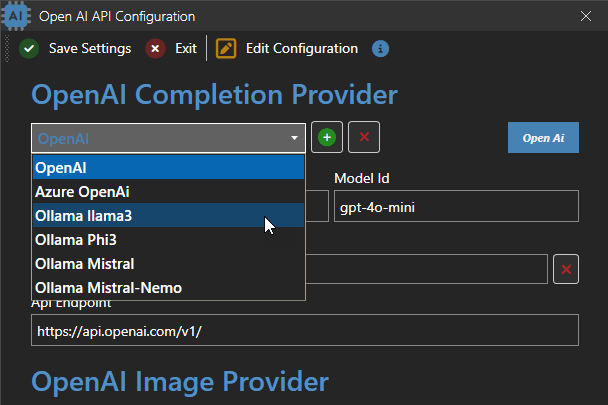 AI Open AI API Configuration
Save Settings Exit Edit Configuration
OpenAI Completion Provider
OpenAI Open Ai
OpenAI
Azure OpenAi
Model Id
Ollama llama3
gpt-4o-mini
Ollama Phi3
Ollama Mistral
Ollama Mistral-Nemo
Api Endpoint
https://api.openai.com/v1/
OpenAI Image Provider